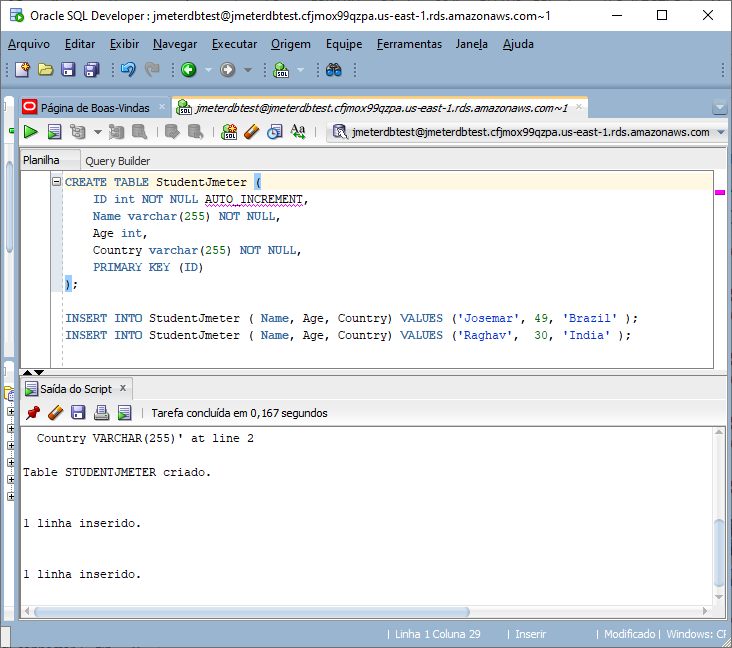 Oracle SQL Developer : jmeterdbtest@jmeterdbtest.cfjmox99qzpa.us-east-1.rds.amazonaws.com~1
Arquivo Editar Exibir Navegar Executar Origem Equipe Ferramentas Janela Ajuda
Página de Boas-Vindas jmeterdbtest@jmeterdbtest.cfjmox99qzpa.us-east-1.rds.amazonaws.com~1
jmeterdbtest@jmeterdbtest.cfjmox99qzpa.us-east-1.rds.amazonaws.com
Planilha Query Builder
CREATE TABLE StudentJmeter (
ID int NOT NULL AUTO_INCREMENT,
Name varchar(255) NOT NULL,
Age int,
Country varchar(255) NOT NULL,
PRIMARY KEY (ID)
);
INSERT INTO StudentJmeter ( Name, Age, Country) VALUES ('Josemar', 49, 'Brazil' );
INSERT INTO StudentJmeter ( Name, Age, Country) VALUES ('Raghav', 30, 'India' );
Saída do Script x
Tarefa concluída em 0,167 segundos
Country VARCHAR(255)' at line 2
Table STUDENTJMETER criado.
1 linha inserido.
1 linha inserido.
| Linha 1 Coluna 29 | Inserir | Modificado | Windows: CF